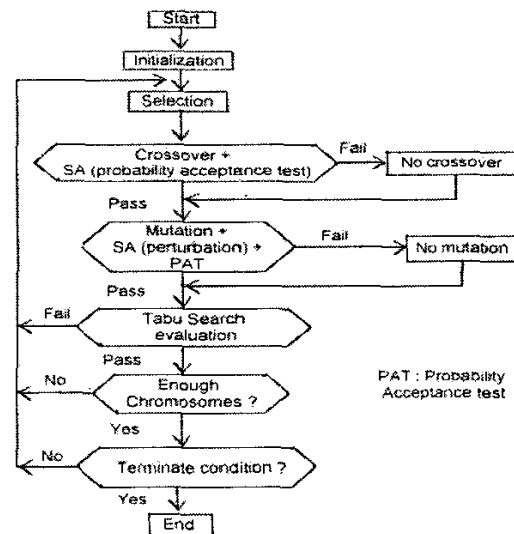 Start
Initialization
Selection
Crossover +
SA (probability acceptance test)
Fail
No crossover
Pass
Mutation +
SA (perturbation) +
PAT
Fail
No mutation
Pass
Fail
Tabu Search
evaluation
Pass
No
Enough
Chromosomes ?
PAT : Probability
Acceptance test
Yes
No
Terminate condition ?
Yes
End